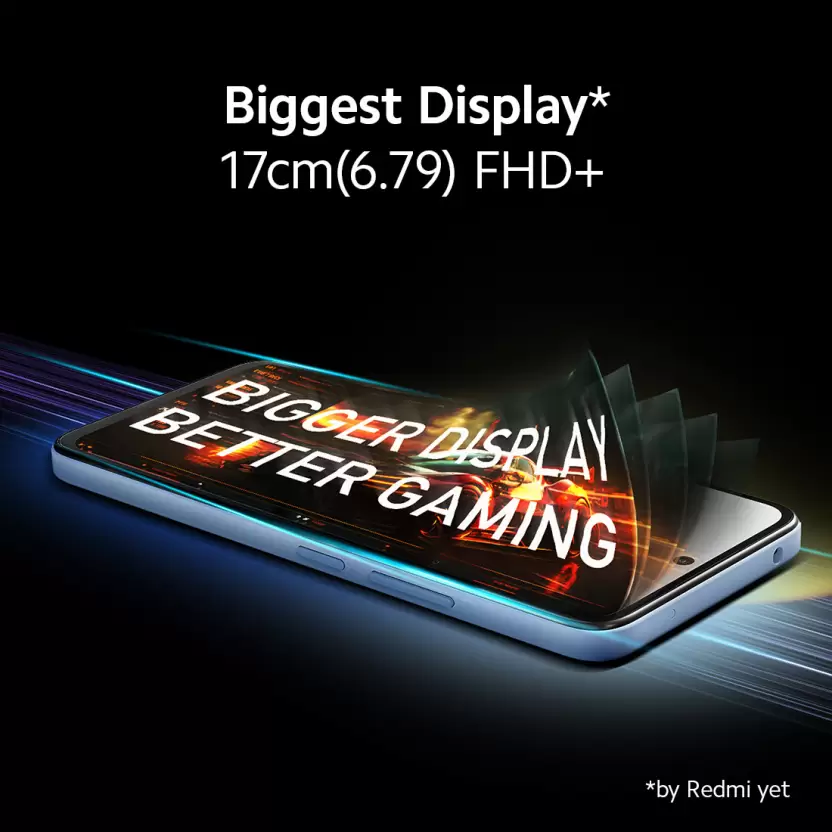 Biggest Display*
17cm(6.79) FHD+
BIGGER DISPLAY
BETTER GAMING
*by Redmi yet